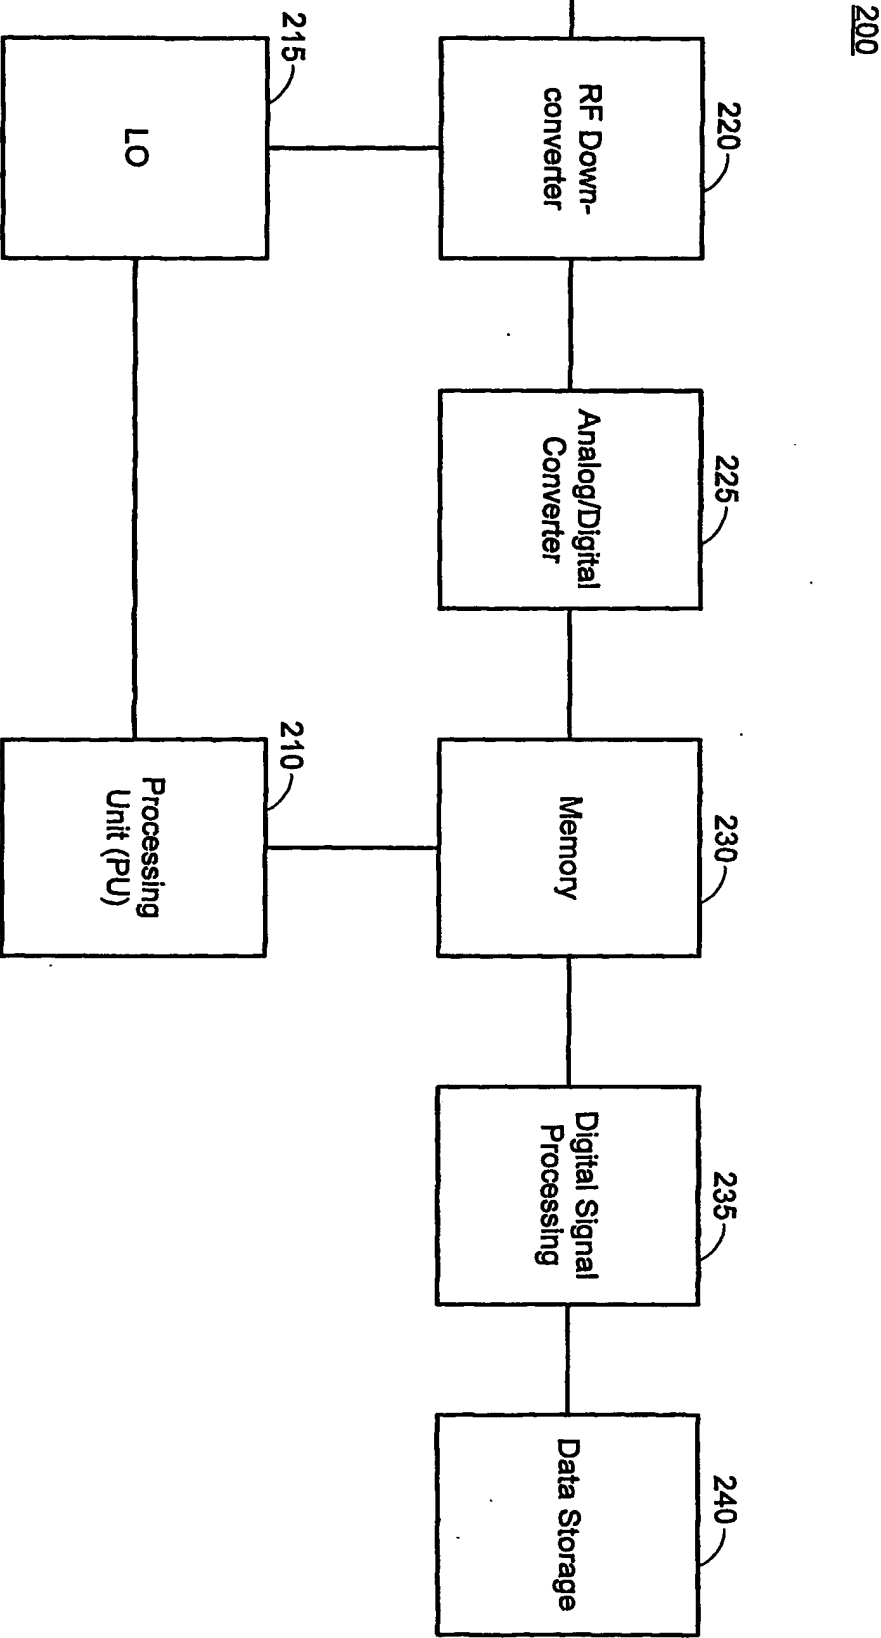 200
220
RF Down-
converter
225
Analog/Digital
Converter
230
Memory
235
Digital Signal
Processing
240
Data Storage
215
LO
210
Processing
Unit (PU)